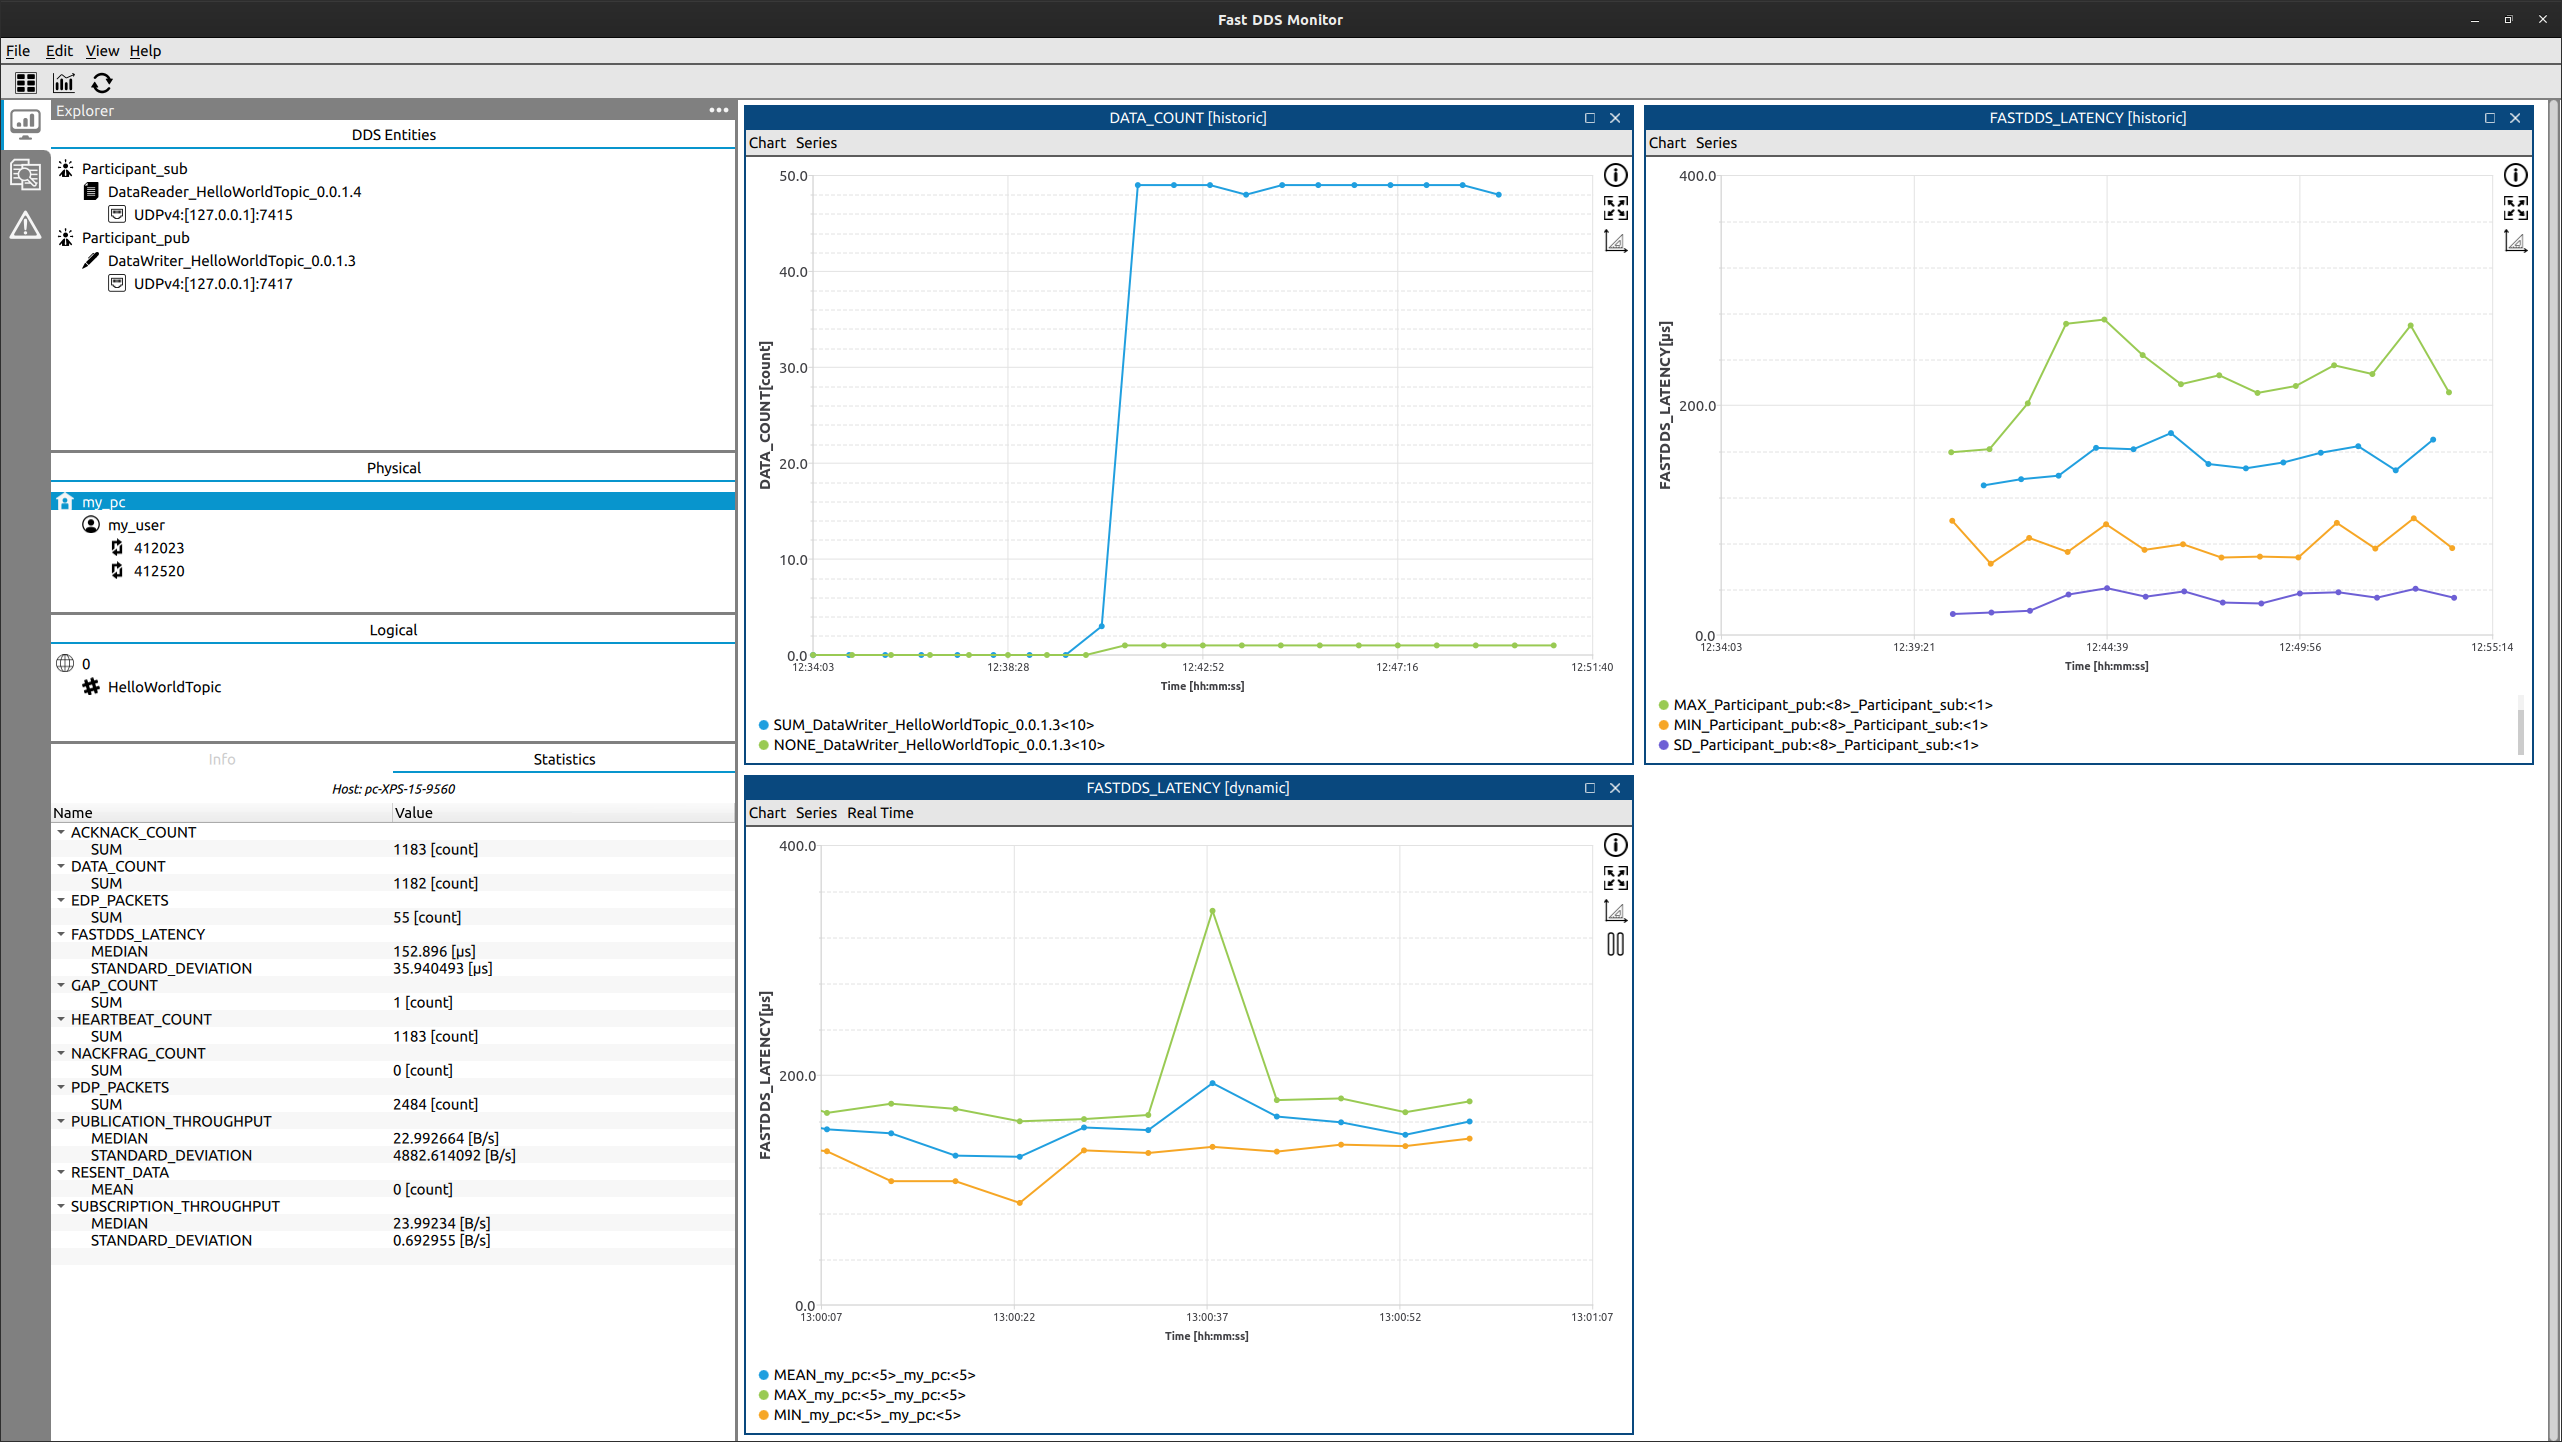 Fast DDS Monitor
File Edit View Help
Explorer
DDS Entities
Participant_sub
DataReader_HelloWorldTopic_0.0.1.4
UDPv4:[127.0.0.1]:7415
Participant_pub
DataWriter_HelloWorldTopic_0.0.1.3
UDPv4:[127.0.0.1]:7417
Physical
my_pc
my_user
412023
412520
Logical
0
HelloWorldTopic
Info Statistics
Host: pc-XPS-15-9560
Name Value
ACKNACK_COUNT
SUM 1183 [count]
DATA_COUNT
SUM 1182 [count]
EDP_PACKETS
SUM 55 [count]
FASTDDS_LATENCY
MEDIAN 152.896 [µs]
STANDARD_DEVIATION 35.940493 [µs]
GAP_COUNT
SUM 1 [count]
HEARTBEAT_COUNT
SUM 1183 [count]
NACKFRAG_COUNT
SUM 0 [count]
PDP_PACKETS
SUM 2484 [count]
PUBLICATION_THROUGHPUT
MEDIAN 22.992664 [B/s]
STANDARD_DEVIATION 4882.614092 [B/s]
RESENT_DATA
MEAN 0 [count]
SUBSCRIPTION_THROUGHPUT
MEDIAN 23.99234 [B/s]
STANDARD_DEVIATION 0.692955 [B/s]
DATA_COUNT [historic]
Chart Series
DATA_COUNT[count]
50.0
40.0
30.0
20.0
10.0
0.0
12:34:03 12:38:28 12:42:52 12:47:16 12:51:40
Time [hh:mm:ss]
SUM_DataWriter_HelloWorldTopic_0.0.1.3<10>
NONE_DataWriter_HelloWorldTopic_0.0.1.3<10>
FASTDDS_LATENCY [historic]
Chart Series
FASTDDS_LATENCY[µs]
400.0
200.0
0.0
12:34:03 12:39:21 12:44:39 12:49:56 12:55:14
Time [hh:mm:ss]
MAX_Participant_pub:<8>_Participant_sub:<1>
MIN_Participant_pub:<8>_Participant_sub:<1>
SD_Participant_pub:<8>_Participant_sub:<1>
FASTDDS_LATENCY [dynamic]
Chart Series Real Time
FASTDDS_LATENCY[µs]
400.0
200.0
0.0
13:00:07 13:00:22 13:00:37 13:00:52 13:01:07
Time [hh:mm:ss]
MEAN_my_pc:<5>_my_pc:<5>
MAX_my_pc:<5>_my_pc:<5>
MIN_my_pc:<5>_my_pc:<5>